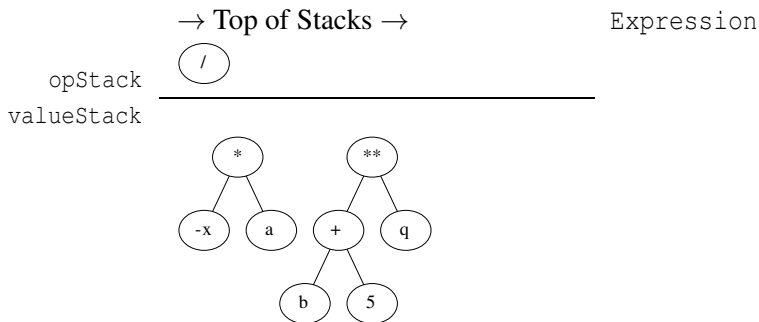 → Top of Stacks → Expression
/
opStack
valueStack
* **
-x a + q
b 5